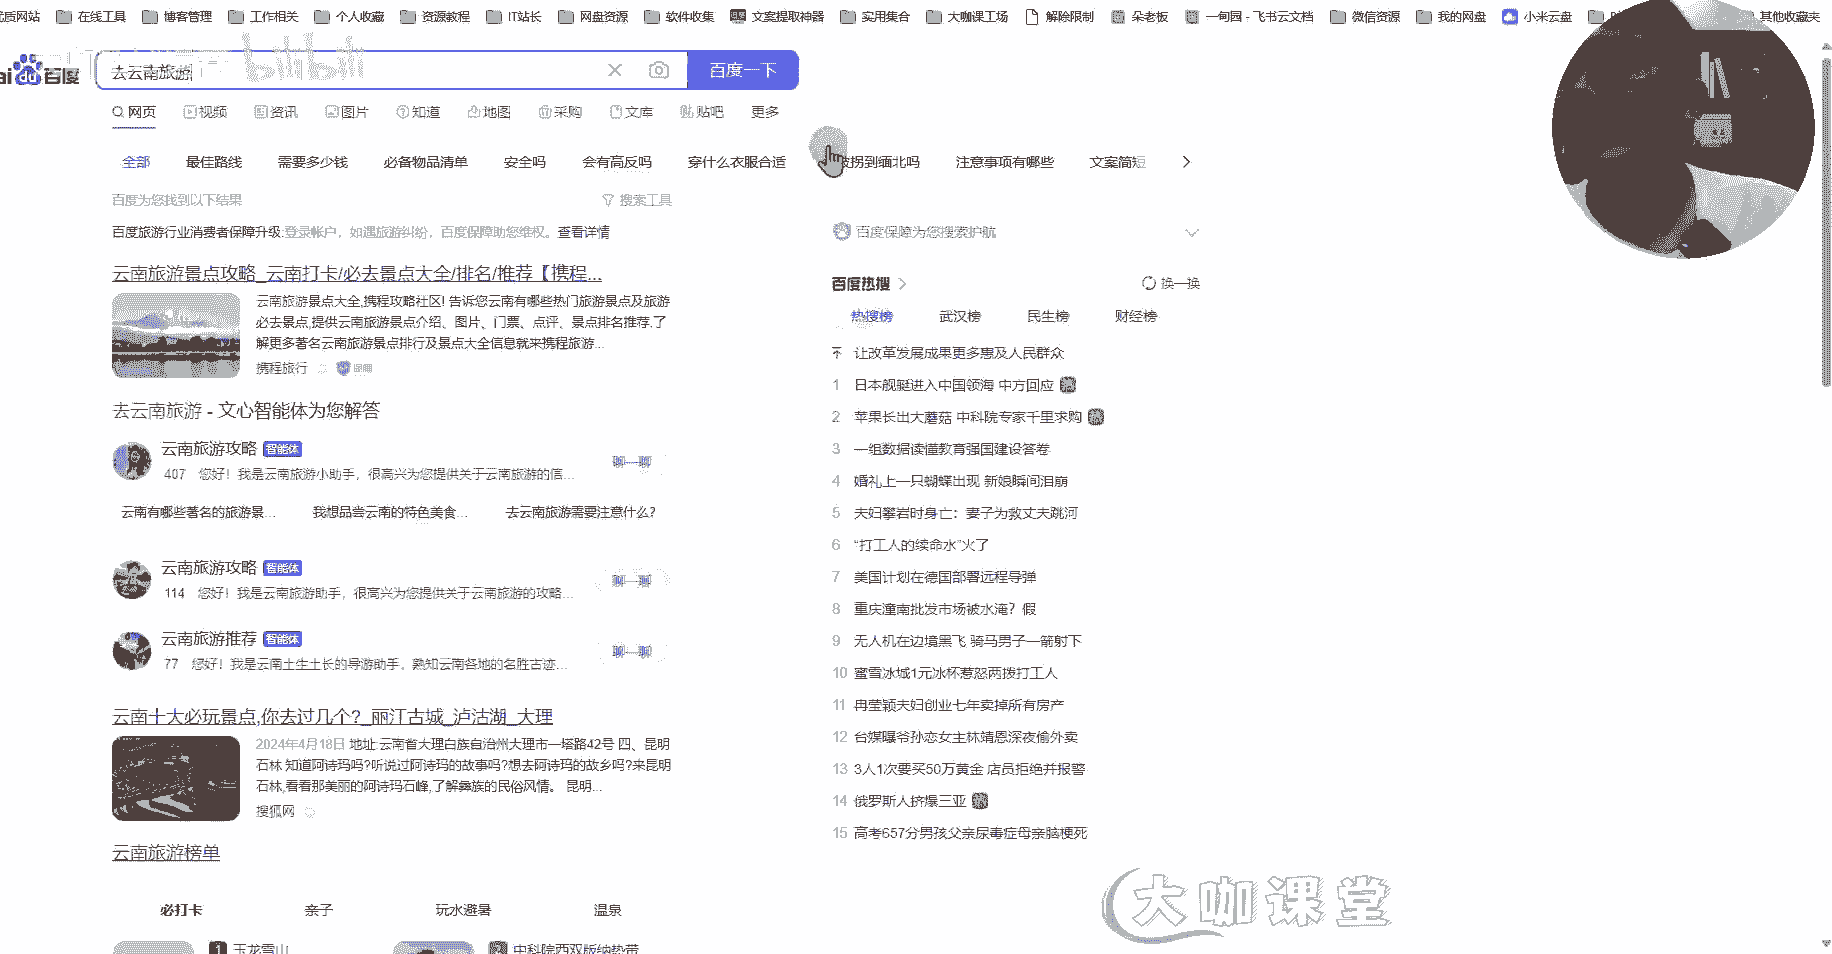 优质网站 在线工具 博客管理 工作相关 个人收藏 资源教程 IT站长 网盘资源 软件收集 文案提取神器 实用集合 大咖课工场 解除限制 朵老板 一甸园 - 飞书云文档 微信资源 我的网盘 小米云盘 其他收藏夹
bilibili
Bai du 百度 去云南旅游 百度一下
网页 视频 资讯 图片 知道 地图 采购 文库 贴吧 更多
全部 最佳路线 需要多少钱 必备物品清单 安全吗 会有高反吗 穿什么衣服合适 被拐到缅北吗 注意事项有哪些 文案简短
百度为您找到以下结果 搜索工具
百度旅游行业消费者保障升级:登录帐户，如遇旅游纠纷，百度保障助您维权。查看详情
云南旅游景点攻略_云南打卡/必去景点大全/排名/推荐【携程...
云南旅游景点大全,携程攻略社区! 告诉您云南有哪些热门旅游景点及旅游
必去景点,提供云南旅游景点介绍、图片、门票、点评、景点排名推荐.了
解更多著名云南旅游景点排行及景点大全信息就来携程旅游...
携程旅行 保障
去云南旅游 - 文心智能体为您解答
云南旅游攻略 智能体
407 您好！我是云南旅游小助手，很高兴为您提供关于云南旅游的信... 聊一聊
云南有哪些著名的旅游景... 我想品尝云南的特色美食... 去云南旅游需要注意什么?
云南旅游攻略 智能体
114 您好！我是云南旅游助手，很高兴为您提供关于云南旅游的攻略... 聊一聊
云南旅游推荐 智能体
77 您好！我是云南土生土长的导游助手，熟知云南各地的名胜古迹... 聊一聊
云南十大必玩景点,你去过几个?_丽江古城_泸沽湖_大理
2024年4月18日 地址:云南省大理白族自治州大理市一塔路42号 四、昆明
石林 知道阿诗玛吗?听说过阿诗玛的故事吗?想去阿诗玛的故乡吗?来昆明
石林,看看那美丽的阿诗玛石峰,了解彝族的民俗风情。 昆明...
搜狐网
云南旅游榜单
必打卡 亲子 玩水避暑 温泉
1 玉龙雪山 2 中科院西双版纳热带
百度保障为您搜索护航
百度热搜 换一换
热搜榜 武汉榜 民生榜 财经榜
让改革发展成果更多惠及人民群众
1 日本舰艇进入中国领海 中方回应 热
2 苹果长出大蘑菇 中科院专家千里求购 热
3 一组数据读懂教育强国建设答卷
4 婚礼上一只蝴蝶出现 新娘瞬间泪崩
5 夫妇攀岩时身亡：妻子为救丈夫跳河
6 “打工人的续命水”火了
7 美国计划在德国部署远程导弹
8 重庆潼南批发市场被水淹？假
9 无人机在边境黑飞 骑马男子一箭射下
10 蜜雪冰城1元冰杯惹怒两拨打工人
11 冉莹颖夫妇创业七年卖掉所有房产
12 台媒曝爷孙恋女主林靖恩深夜偷外卖
13 3人1次要买50万黄金 店员拒绝并报警
14 俄罗斯人挤爆三亚 热
15 高考657分男孩父亲尿毒症母亲脑梗死
大咖课堂